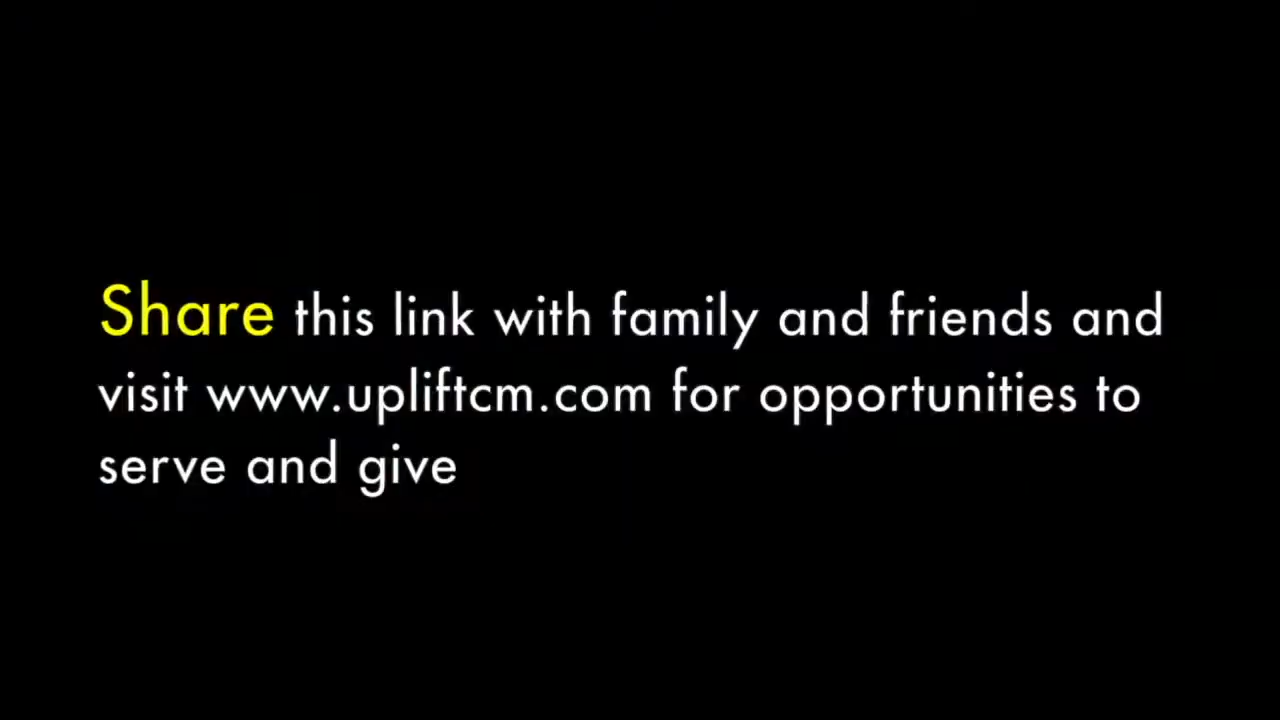 Share this link with family and friends and
visit www.upliftcm.com for opportunities to
serve and give